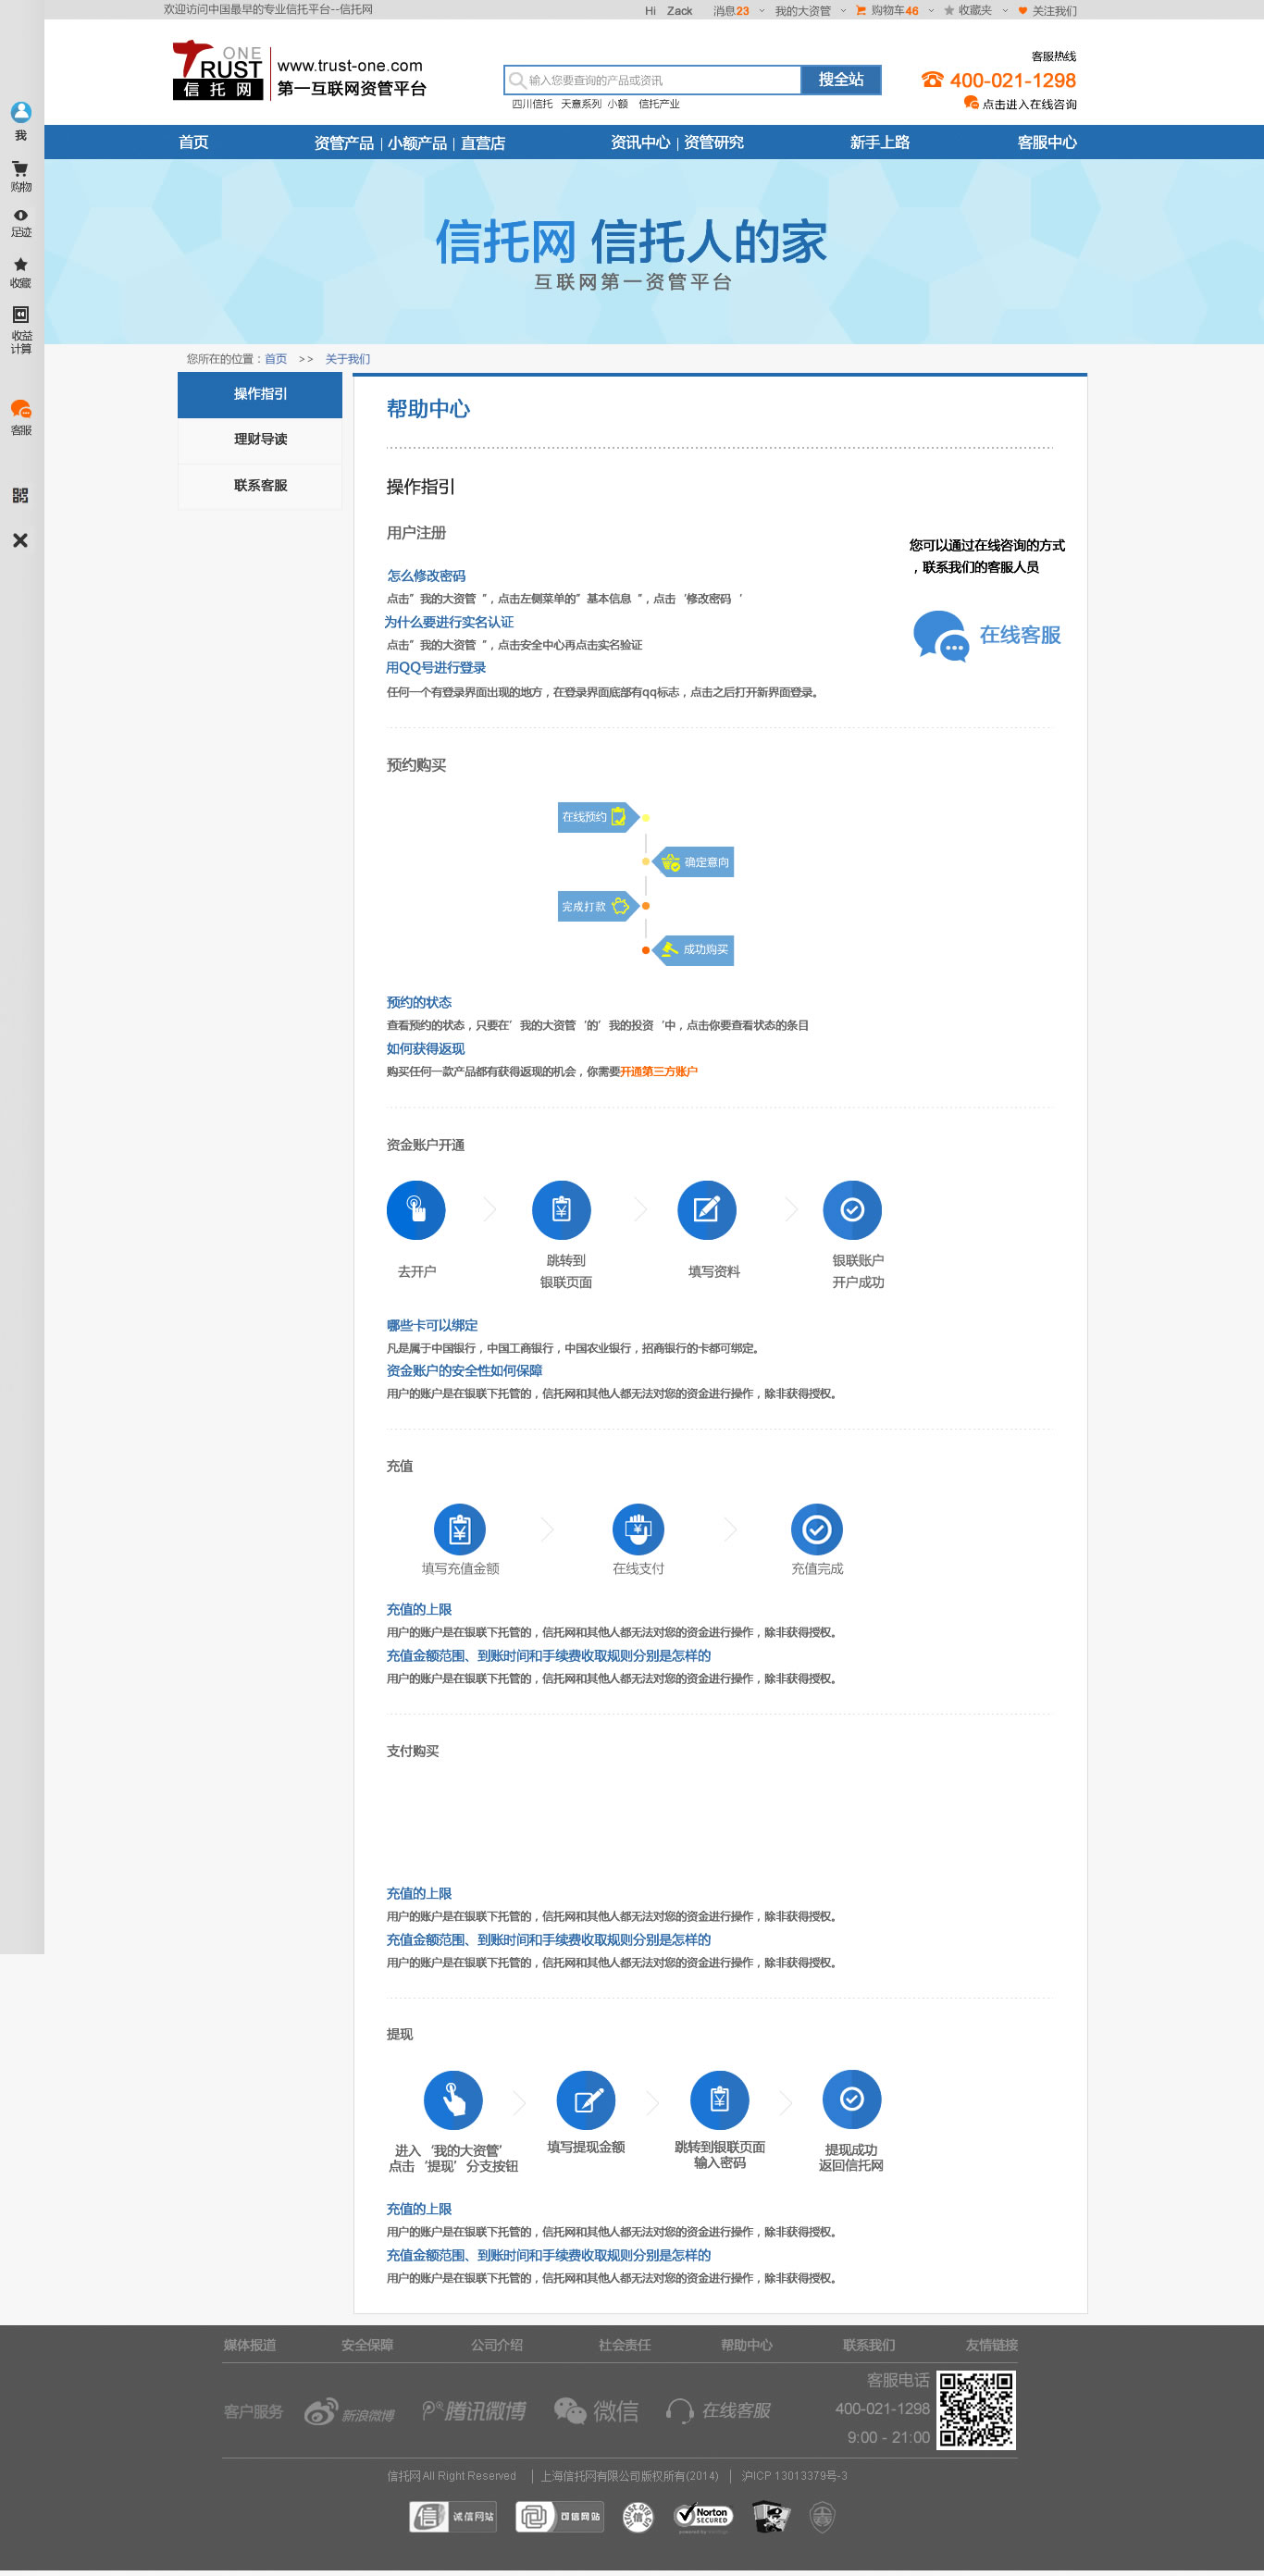 欢迎访问中国最早的专业信托平台--信托网
Hi Zack 消息23 我的大资管 购物车46 收藏夹 关注我们
ONE
TRUST
信托网
www.trust-one.com
第一互联网资管平台
输入您要查询的产品或资讯
搜全站
四川信托 天意系列 小额 信托产业
客服热线
400-021-1298
点击进入在线咨询
首页 资管产品 | 小额产品 | 直营店 资讯中心 | 资管研究 新手上路 客服中心
我
购物
足迹
收藏
收益
计算
客服
信托网 信托人的家
互联网第一资管平台
您所在的位置：首页 >> 关于我们
操作指引
理财导读
联系客服
帮助中心
操作指引
用户注册
您可以通过在线咨询的方式
，联系我们的客服人员
在线客服
怎么修改密码
点击”我的大资管“，点击左侧菜单的”基本信息“，点击‘修改密码’
为什么要进行实名认证
点击”我的大资管“，点击安全中心再点击实名验证
用QQ号进行登录
任何一个有登录界面出现的地方，在登录界面底部有qq标志，点击之后打开新界面登录。
预约购买
在线预约
确定意向
完成打款
成功购买
预约的状态
查看预约的状态，只要在’我的大资管‘的’我的投资‘中，点击你要查看状态的条目
如何获得返现
购买任何一款产品都有获得返现的机会，你需要开通第三方账户
资金账户开通
去开户
跳转到
银联页面
填写资料
银联账户
开户成功
哪些卡可以绑定
凡是属于中国银行，中国工商银行，中国农业银行，招商银行的卡都可绑定。
资金账户的安全性如何保障
用户的账户是在银联下托管的，信托网和其他人都无法对您的资金进行操作，除非获得授权。
充值
填写充值金额 在线支付 充值完成
充值的上限
用户的账户是在银联下托管的，信托网和其他人都无法对您的资金进行操作，除非获得授权。
充值金额范围、到账时间和手续费收取规则分别是怎样的
用户的账户是在银联下托管的，信托网和其他人都无法对您的资金进行操作，除非获得授权。
支付购买
充值的上限
用户的账户是在银联下托管的，信托网和其他人都无法对您的资金进行操作，除非获得授权。
充值金额范围、到账时间和手续费收取规则分别是怎样的
用户的账户是在银联下托管的，信托网和其他人都无法对您的资金进行操作，除非获得授权。
提现
进入‘我的大资管’
点击‘提现’分支按钮
填写提现金额
跳转到银联页面
输入密码
提现成功
返回信托网
充值的上限
用户的账户是在银联下托管的，信托网和其他人都无法对您的资金进行操作，除非获得授权。
充值金额范围、到账时间和手续费收取规则分别是怎样的
用户的账户是在银联下托管的，信托网和其他人都无法对您的资金进行操作，除非获得授权。
媒体报道 安全保障 公司介绍 社会责任 帮助中心 联系我们 友情链接
客户服务 新浪微博 腾讯微博 微信 在线客服
客服电话
400-021-1298
9:00 - 21:00
信托网 All Right Reserved | 上海信托网有限公司版权所有(2014) | 沪ICP 13013379号-3
诚信网站 可信网站 Norton
SECURED